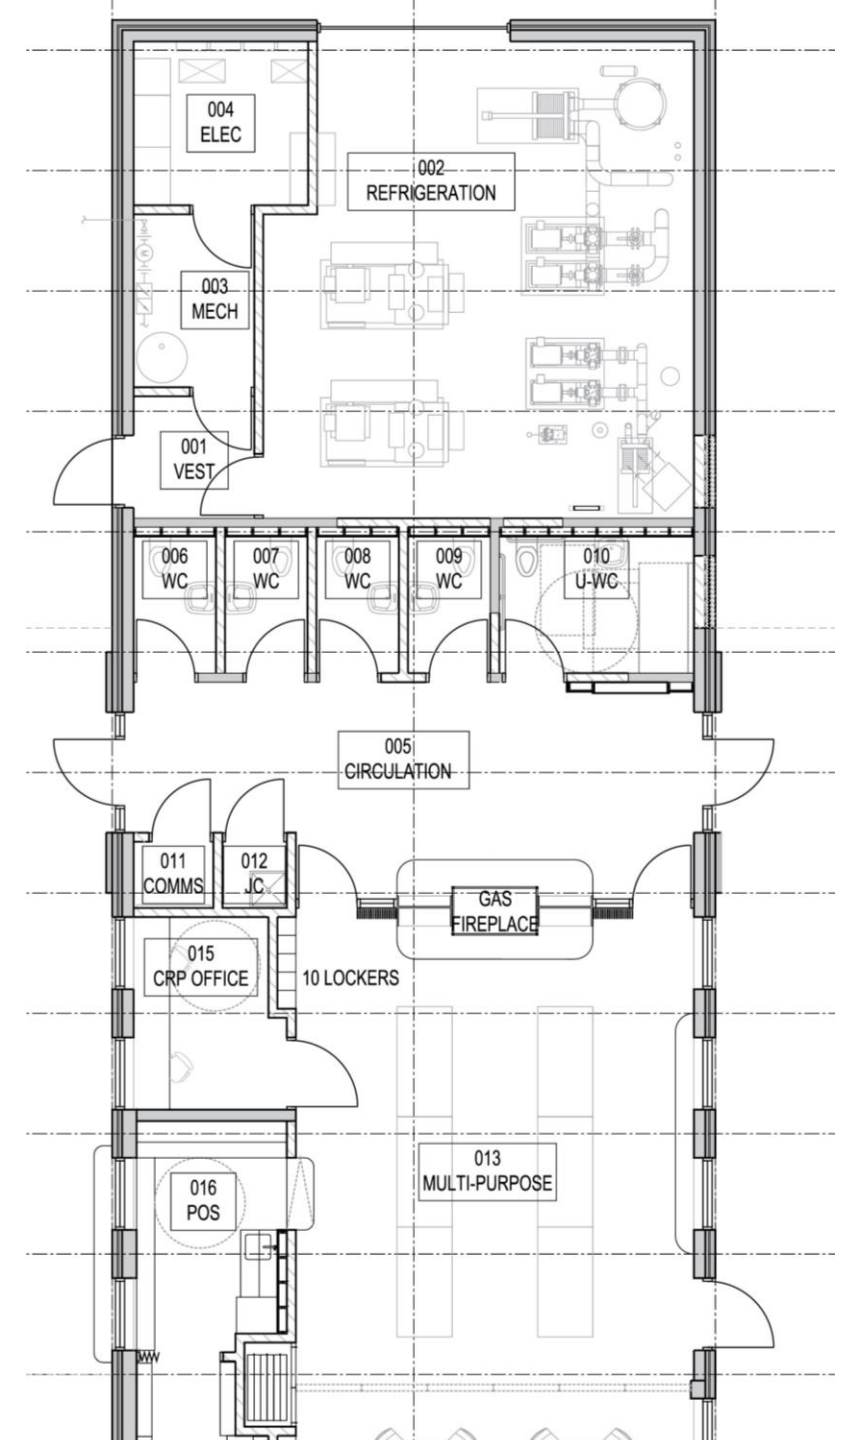 004
ELEC
002
REFRIGERATION
003
MECH
001
VEST
006
WC
007
WC
008
WC
009
WC
010
U-WC
005
CIRCULATION
011
COMMS
012
JC
GAS
FIREPLACE
015
CRP OFFICE
10 LOCKERS
013
MULTI-PURPOSE
016
POS